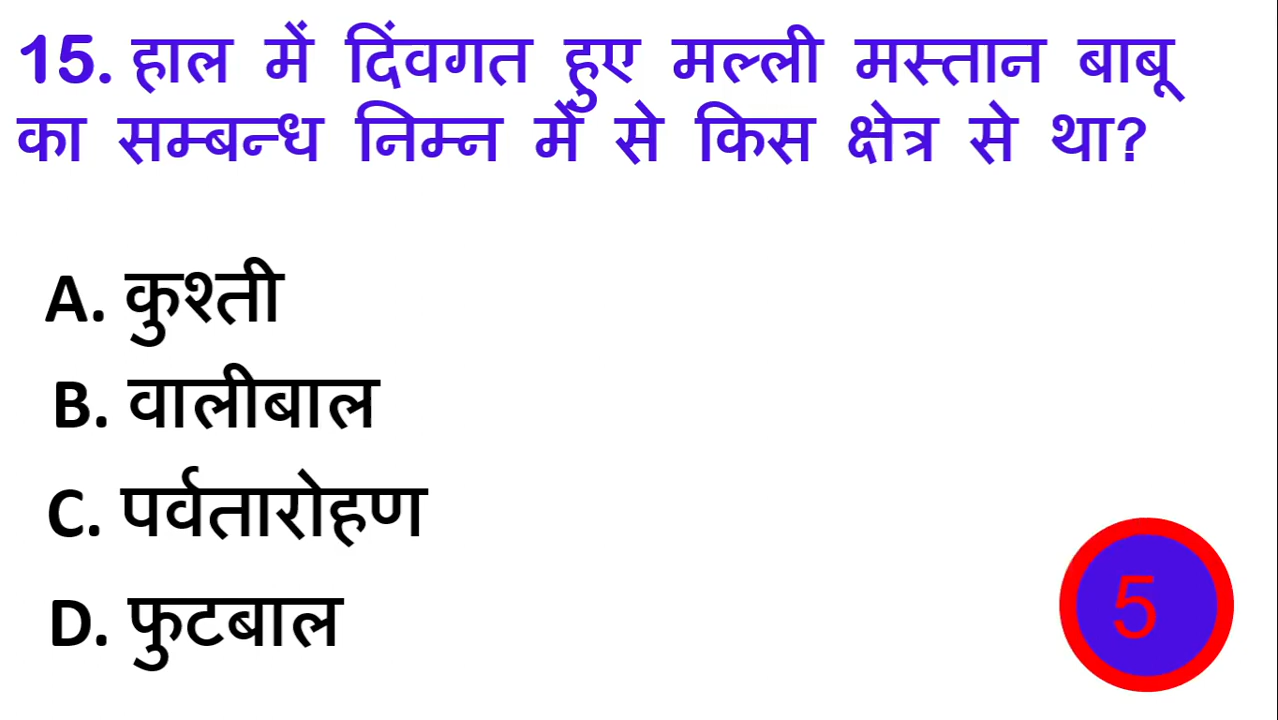 15. हाल में दिंवगत हुए मल्ली मस्तान बाबू
का सम्बन्ध निम्न में से किस क्षेत्र से था?
A. कुश्ती
B. वालीबाल
C. पर्वतारोहण
D. फुटबाल
5